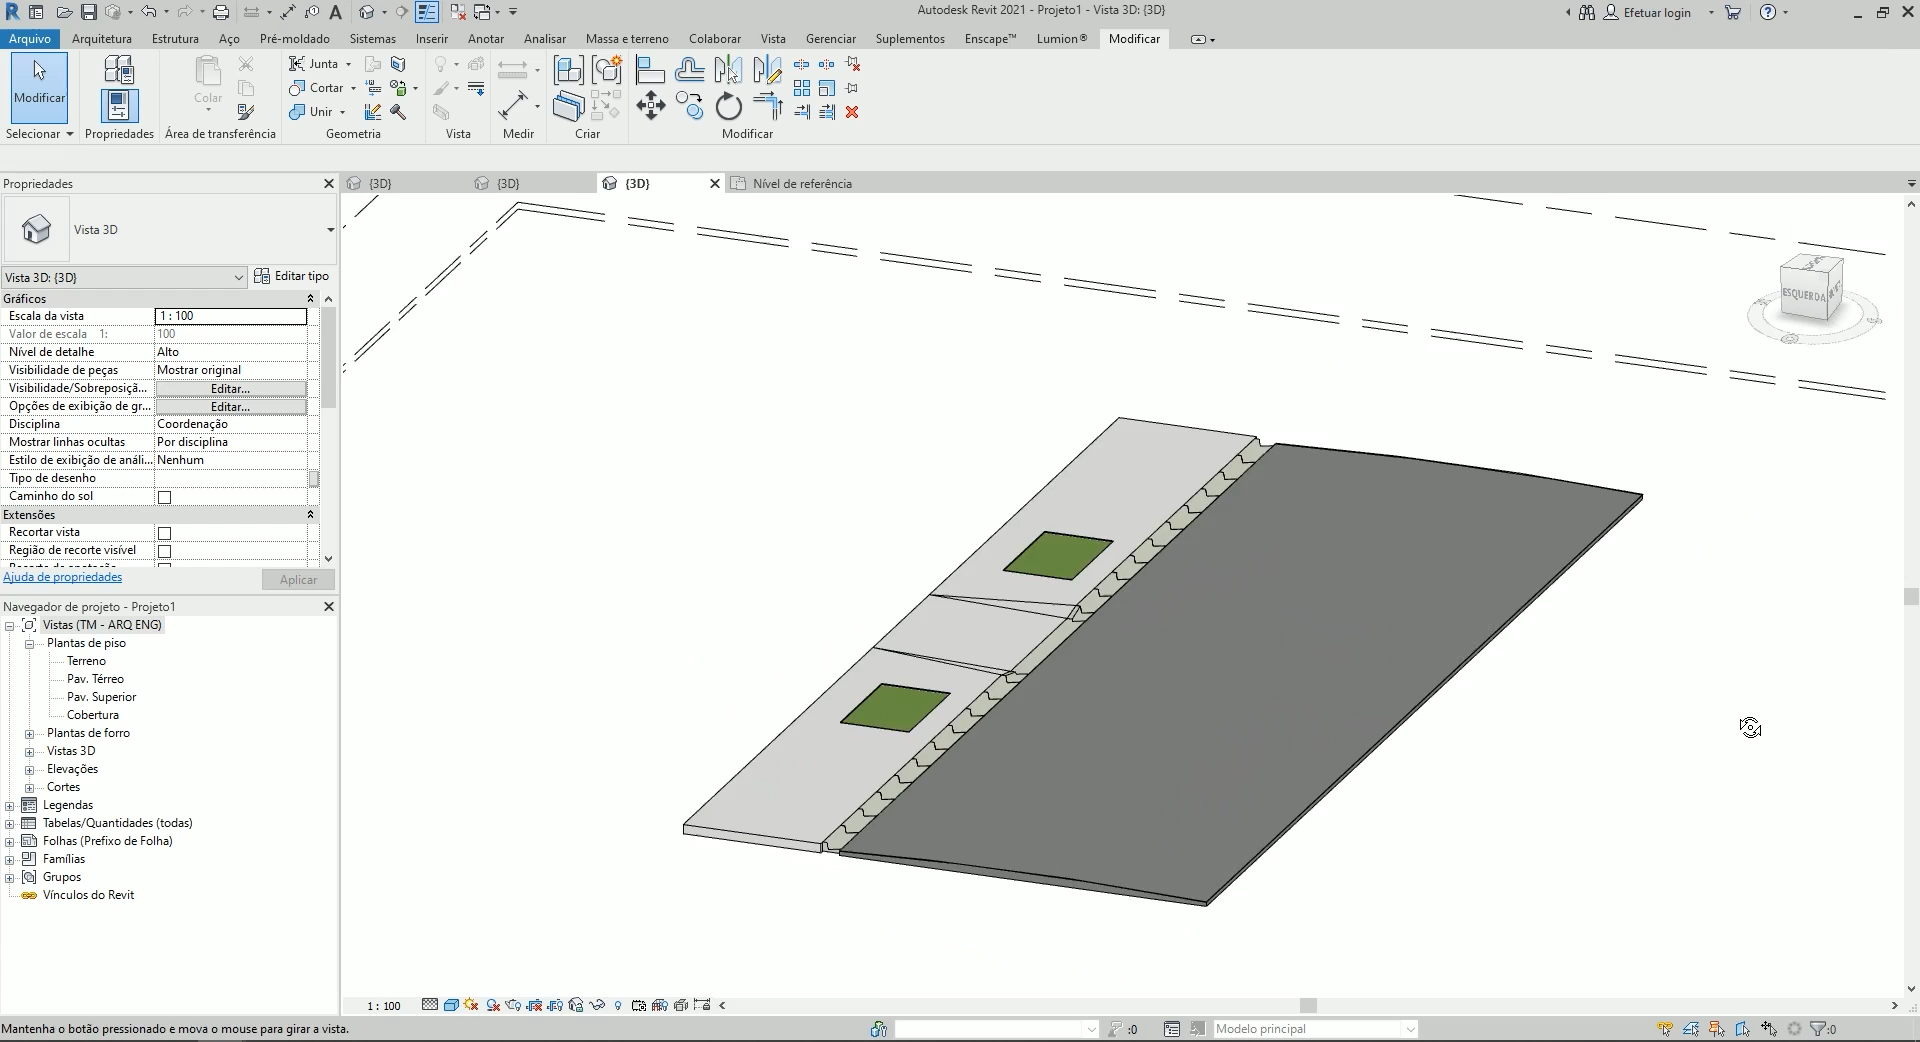 Autodesk Revit 2021 - Projeto1 - Vista 3D: {3D}
Efetuar login
Arquivo Arquitetura Estrutura Aço Pré-moldado Sistemas Inserir Anotar Analisar Massa e terreno Colaborar Vista Gerenciar Suplementos Enscape™ Lumion® Modificar
Modificar
Colar
Junta
Cortar
Unir
Selecionar Propriedades Área de transferência Geometria Vista Medir Criar Modificar
Propriedades
{3D} {3D} {3D} Nível de referência
Vista 3D
Vista 3D: {3D} Editar tipo
Gráficos
Escala da vista 1 : 100
Valor de escala 1: 100
Nível de detalhe Alto
Visibilidade de peças Mostrar original
Visibilidade/Sobreposiçã... Editar...
Opções de exibição de gr... Editar...
Disciplina Coordenação
Mostrar linhas ocultas Por disciplina
Estilo de exibição de análi... Nenhum
Tipo de desenho
Caminho do sol
Extensões
Recortar vista
Região de recorte visível
Ajuda de propriedades Aplicar
Navegador de projeto - Projeto1
Vistas (TM - ARQ ENG)
Plantas de piso
Terreno
Pav. Térreo
Pav. Superior
Cobertura
Plantas de forro
Vistas 3D
Elevações
Cortes
Legendas
Tabelas/Quantidades (todas)
Folhas (Prefixo de Folha)
Famílias
Grupos
Vínculos do Revit
ESQUERDA
1 : 100
Mantenha o botão pressionado e mova o mouse para girar a vista.
:0
Modelo principal
:0